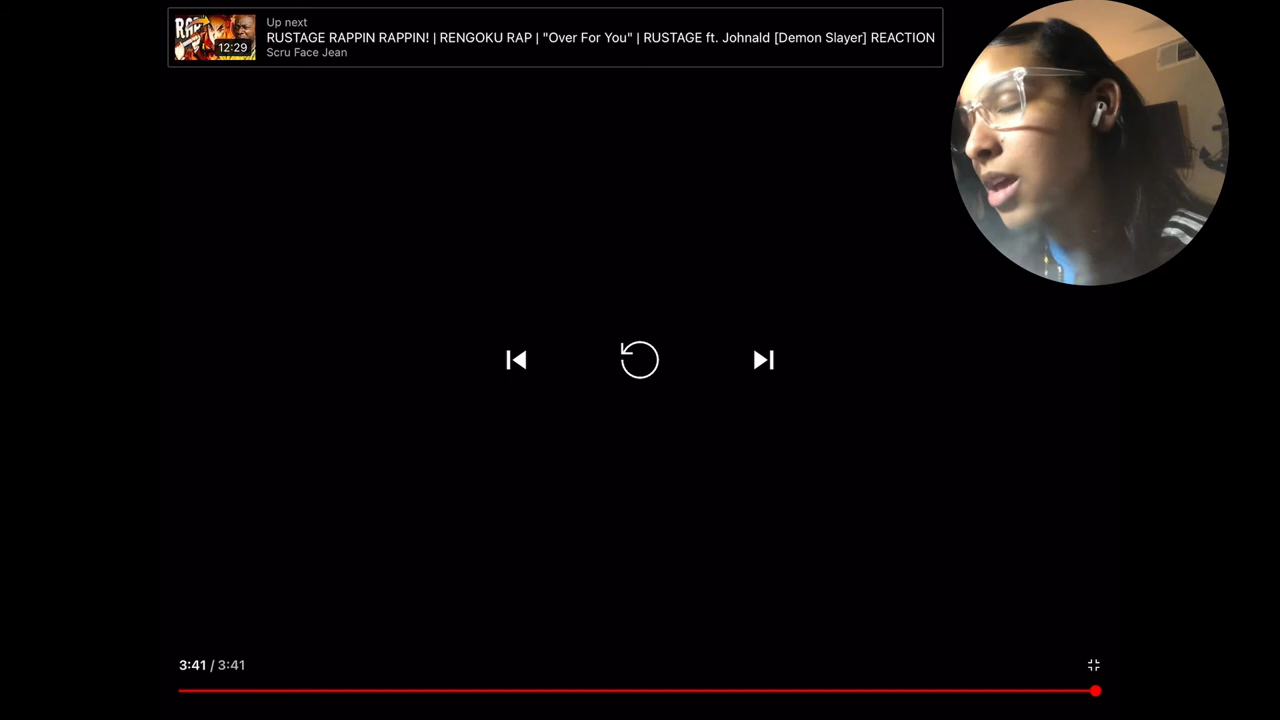 Up next
RUSTAGE RAPPIN RAPPIN! | RENGOKU RAP | "Over For You" | RUSTAGE ft. Johnald [Demon Slayer] REACTION
12:29
Scru Face Jean
3:41 / 3:41